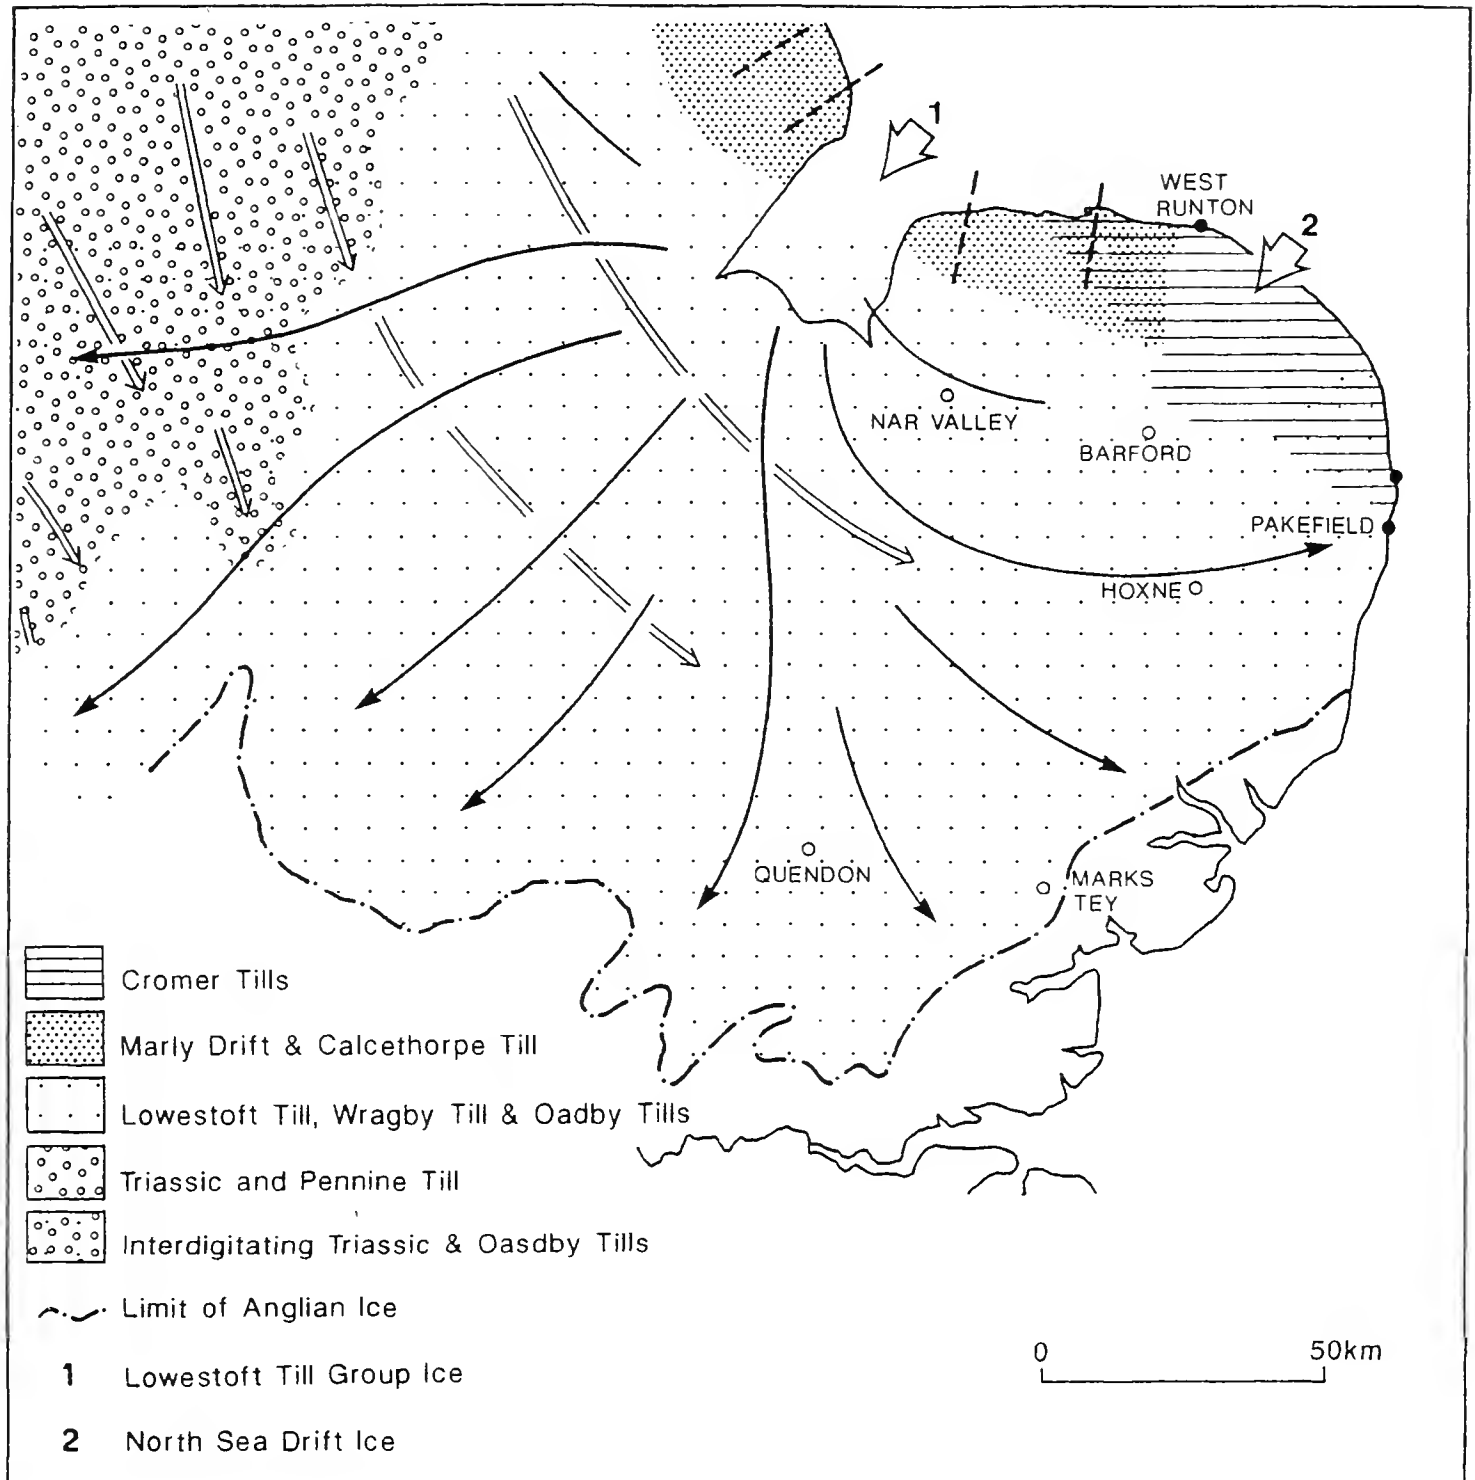 1
WEST
RUNTON
2
NAR VALLEY
BARFORD
PAKEFIELD
HOXNE
QUENDON
MARKS
TEY
Cromer Tills
Marly Drift & Calcethorpe Till
Lowestoft Till, Wragby Till & Oadby Tills
Triassic and Pennine Till
Interdigitating Triassic & Oasdby Tills
Limit of Anglian Ice
0 50km
1 Lowestoft Till Group Ice
2 North Sea Drift Ice